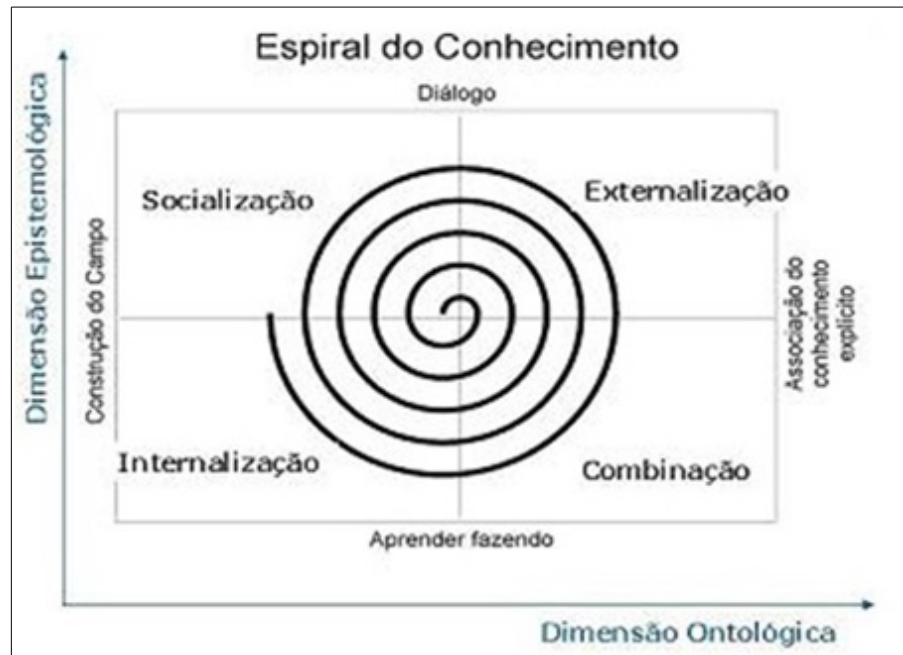 Espiral do Conhecimento
Diálogo
Dimensão Epistemológica
Construção do Campo
Socialização
Externalização
Associação do
conhecimento
explícito
Internalização
Combinação
Aprender fazendo
Dimensão Ontológica